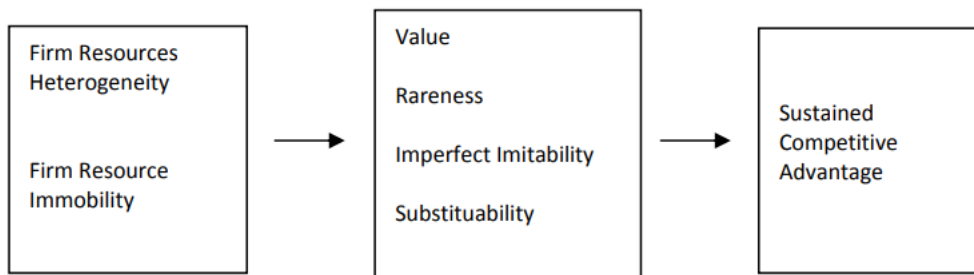 Firm Resources
Heterogeneity
Firm Resource
Immobility
Value
Rareness
Imperfect Imitability
Substituability
Sustained
Competitive
Advantage